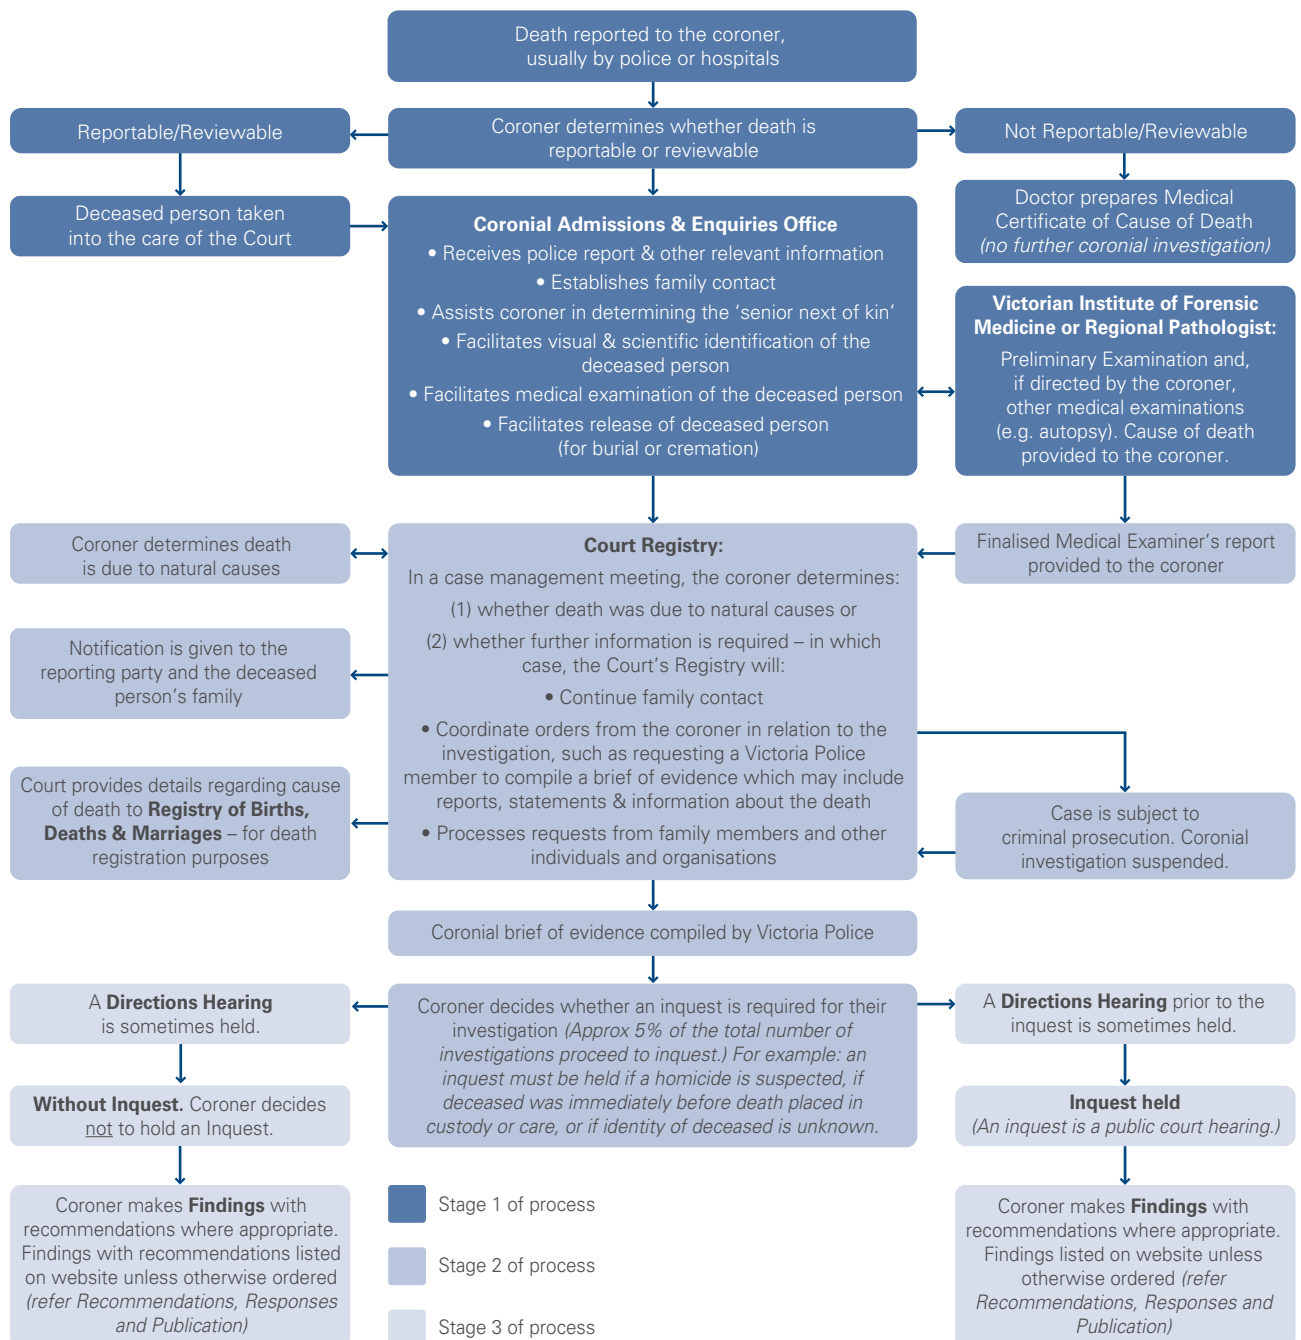 Death reported to the coroner,
usually by police or hospitals
Reportable/Reviewable
Coroner determines whether death is
reportable or reviewable
Not Reportable/Reviewable
Deceased person taken
into the care of the Court
Coronial Admissions & Enquiries Office
• Receives police report & other relevant information
• Establishes family contact
• Assists coroner in determining the ‘senior next of kin’
• Facilitates visual & scientific identification of the
deceased person
• Facilitates medical examination of the deceased person
• Facilitates release of deceased person
(for burial or cremation)
Doctor prepares Medical
Certificate of Cause of Death
(no further coronial investigation)
Victorian Institute of Forensic
Medicine or Regional Pathologist:
Preliminary Examination and,
if directed by the coroner,
other medical examinations
(e.g. autopsy). Cause of death
provided to the coroner.
Coroner determines death
is due to natural causes
Court Registry:
In a case management meeting, the coroner determines:
(1) whether death was due to natural causes or
(2) whether further information is required – in which
case, the Court’s Registry will:
• Continue family contact
• Coordinate orders from the coroner in relation to the
investigation, such as requesting a Victoria Police
member to compile a brief of evidence which may include
reports, statements & information about the death
• Processes requests from family members and other
individuals and organisations
Finalised Medical Examiner’s report
provided to the coroner
Notification is given to the
reporting party and the deceased
person’s family
Court provides details regarding cause
of death to Registry of Births,
Deaths & Marriages – for death
registration purposes
Case is subject to
criminal prosecution. Coronial
investigation suspended.
Coronial brief of evidence compiled by Victoria Police
A Directions Hearing
is sometimes held.
Coroner decides whether an inquest is required for their
investigation (Approx 5% of the total number of
investigations proceed to inquest.) For example: an
inquest must be held if a homicide is suspected, if
deceased was immediately before death placed in
custody or care, or if identity of deceased is unknown.
A Directions Hearing prior to the
inquest is sometimes held.
Without Inquest. Coroner decides
not to hold an Inquest.
Inquest held
(An inquest is a public court hearing.)
Coroner makes Findings with
recommendations where appropriate.
Findings with recommendations listed
on website unless otherwise ordered
(refer Recommendations, Responses
and Publication)
Stage 1 of process
Stage 2 of process
Stage 3 of process
Coroner makes Findings with
recommendations where appropriate.
Findings listed on website unless
otherwise ordered (refer
Recommendations, Responses and
Publication)